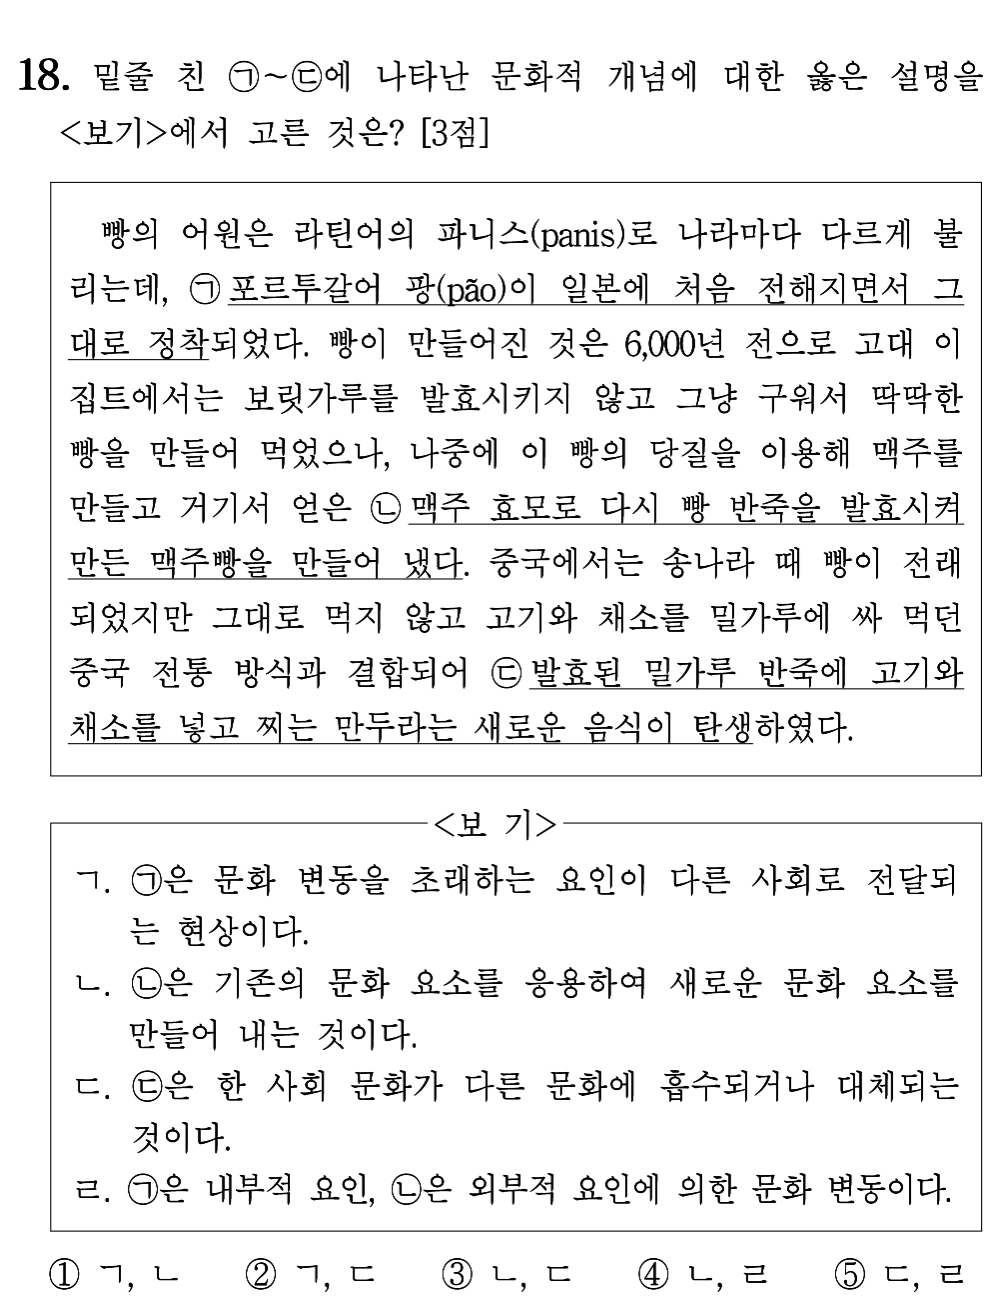 18. 밑줄 친 ㉠~㉢에 나타난 문화적 개념에 대한 옳은 설명을
<보기>에서 고른 것은? [3점]
빵의 어원은 라틴어의 파니스(panis)로 나라마다 다르게 불
리는데, ㉠ 포르투갈어 팡(pão)이 일본에 처음 전해지면서 그
대로 정착되었다. 빵이 만들어진 것은 6,000년 전으로 고대 이
집트에서는 보릿가루를 발효시키지 않고 그냥 구워서 딱딱한
빵을 만들어 먹었으나, 나중에 이 빵의 당질을 이용해 맥주를
만들고 거기서 얻은 ㉡ 맥주 효모로 다시 빵 반죽을 발효시켜
만든 맥주빵을 만들어 냈다. 중국에서는 송나라 때 빵이 전래
되었지만 그대로 먹지 않고 고기와 채소를 밀가루에 싸 먹던
중국 전통 방식과 결합되어 ㉢ 발효된 밀가루 반죽에 고기와
채소를 넣고 찌는 만두라는 새로운 음식이 탄생하였다.
<보 기>
ㄱ. ㉠은 문화 변동을 초래하는 요인이 다른 사회로 전달되
는 현상이다.
ㄴ. ㉡은 기존의 문화 요소를 응용하여 새로운 문화 요소를
만들어 내는 것이다.
ㄷ. ㉢은 한 사회 문화가 다른 문화에 흡수되거나 대체되는
것이다.
ㄹ. ㉠은 내부적 요인, ㉡은 외부적 요인에 의한 문화 변동이다.
① ㄱ, ㄴ ② ㄱ, ㄷ ③ ㄴ, ㄷ ④ ㄴ, ㄹ ⑤ ㄷ, ㄹ